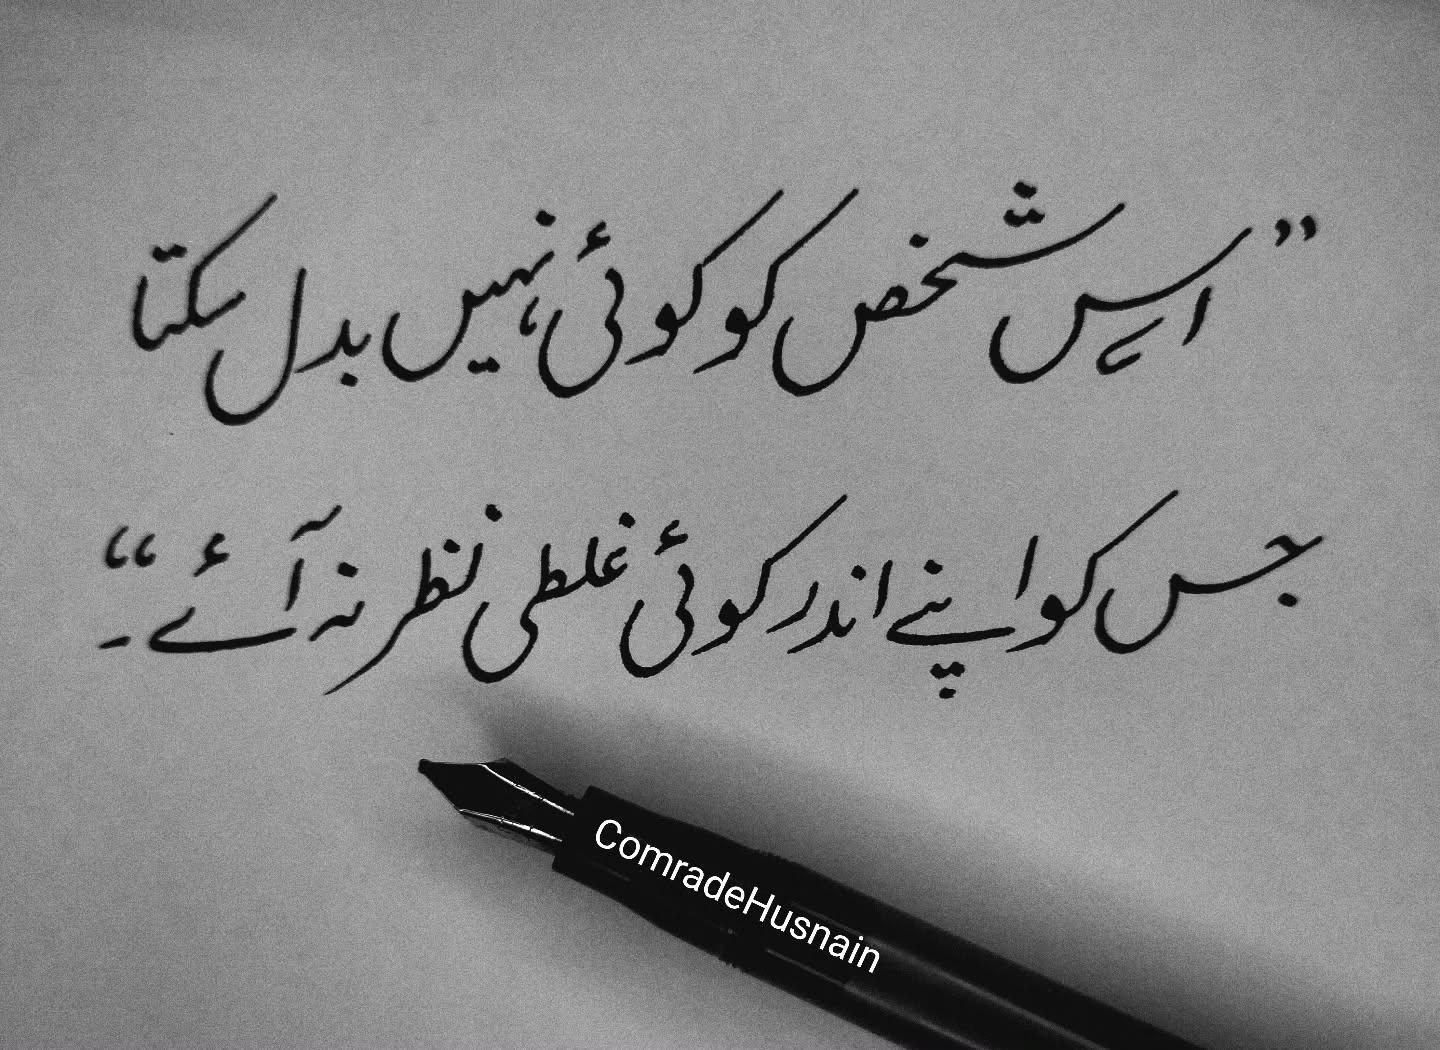 ”اس شخص کو کوئی نہیں بدل سکتا
جس کو اپنے اندر کوئی غلطی نظر نہ آئے“۔
ComradeHusnain